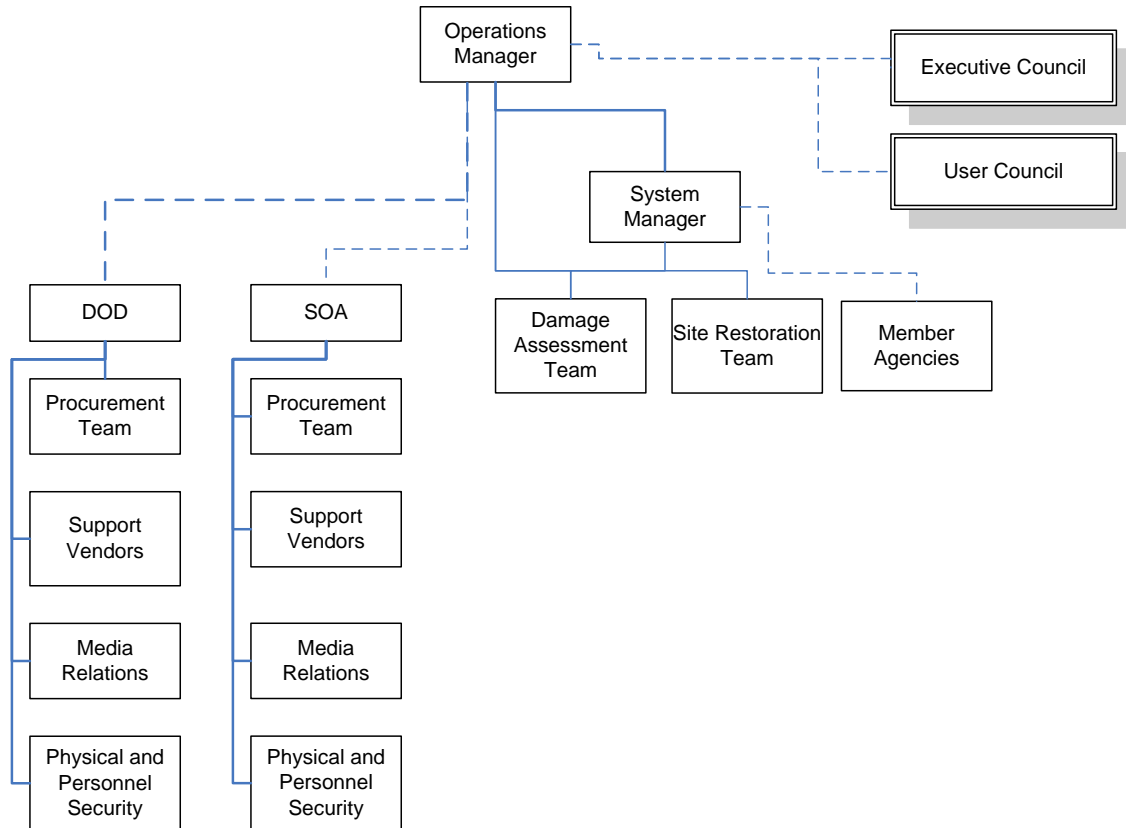 Operations
Manager
Executive Council
User Council
System
Manager
DOD
SOA
Damage
Assessment
Team
Site Restoration
Team
Member
Agencies
Procurement
Team
Procurement
Team
Support
Vendors
Support
Vendors
Media
Relations
Media
Relations
Physical and
Personnel
Security
Physical and
Personnel
Security